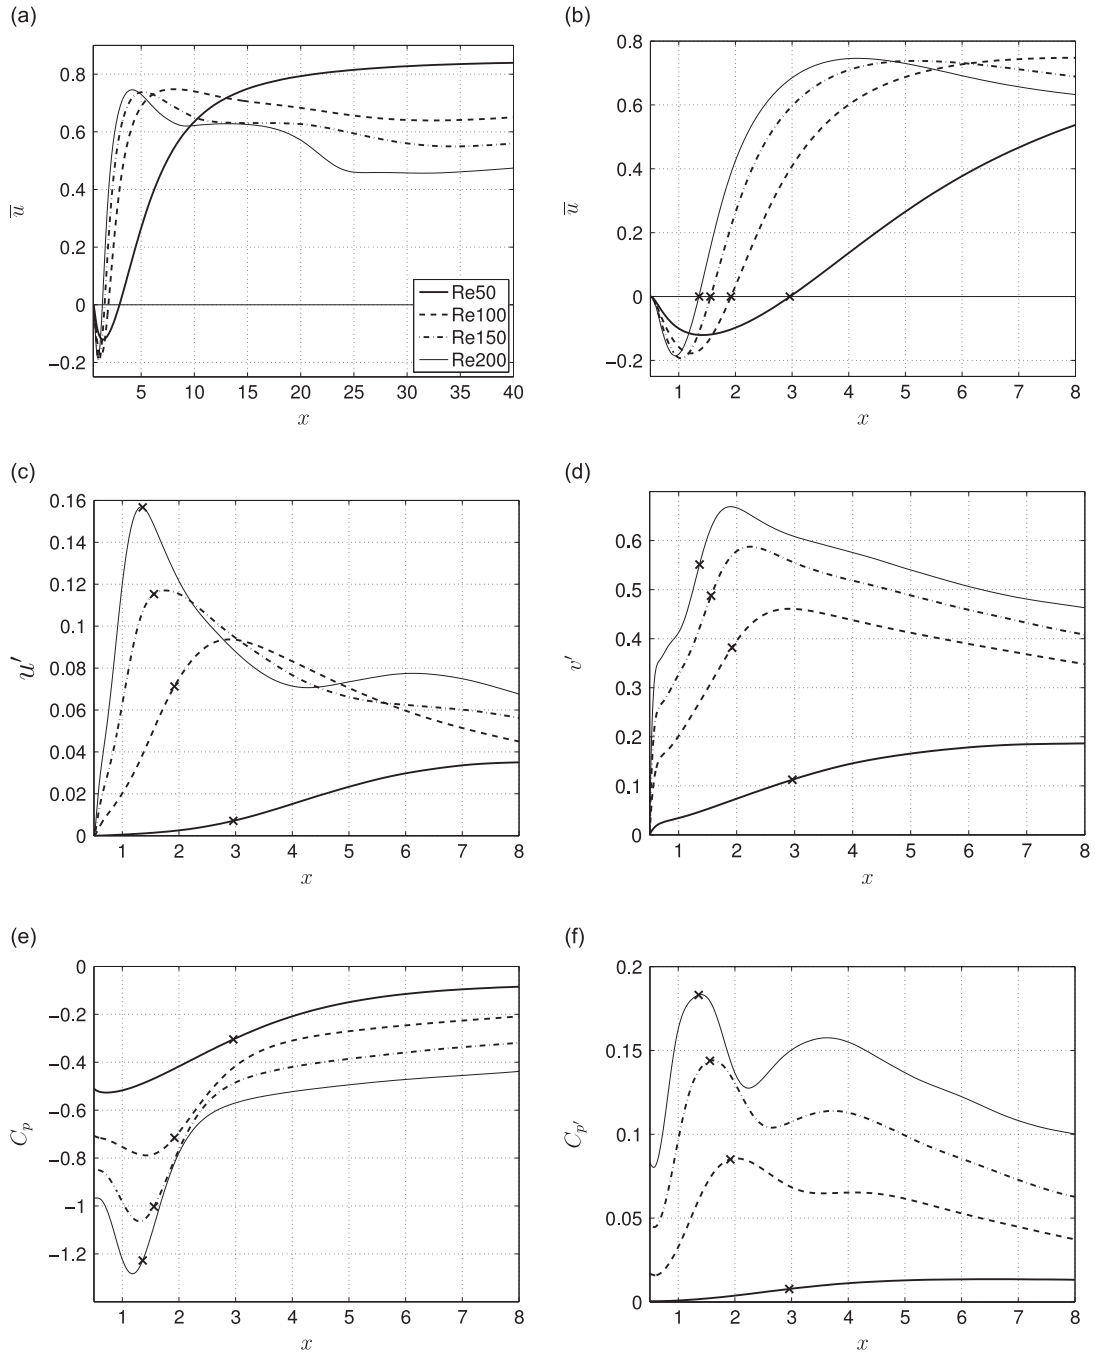 (a)
0.8
0.6
0.4
0.2
0
−0.2
u̅
5 10 15 20 25 30 35 40
x
Re50
Re100
Re150
Re200
(b)
0.8
0.6
0.4
0.2
0
−0.2
u̅
1 2 3 4 5 6 7 8
x
(c)
0.16
0.14
0.12
0.1
0.08
0.06
0.04
0.02
0
u′
1 2 3 4 5 6 7 8
x
(d)
0.6
0.5
0.4
0.3
0.2
0.1
0
v′
1 2 3 4 5 6 7 8
x
(e)
0
−0.2
−0.4
−0.6
−0.8
−1
−1.2
C_p
1 2 3 4 5 6 7 8
x
(f)
0.2
0.15
0.1
0.05
0
C_p′
1 2 3 4 5 6 7 8
x